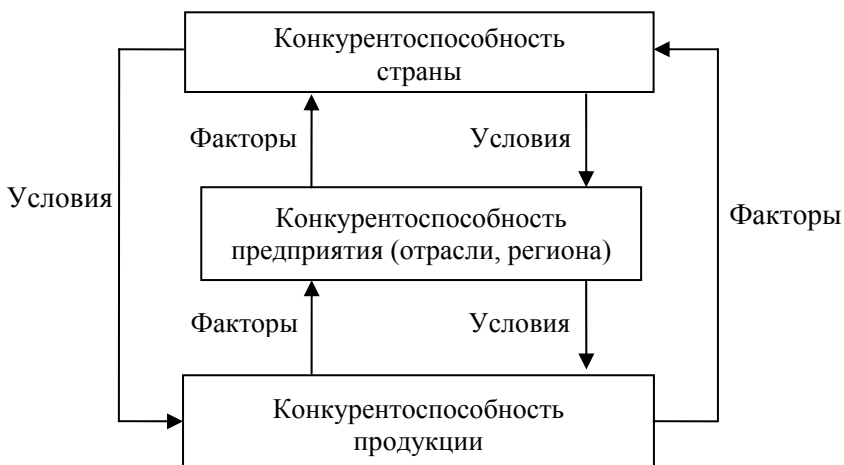 Конкурентоспособность
страны
Факторы
Условия
Условия
Конкурентоспособность
предприятия (отрасли, региона)
Факторы
Факторы
Условия
Конкурентоспособность
продукции